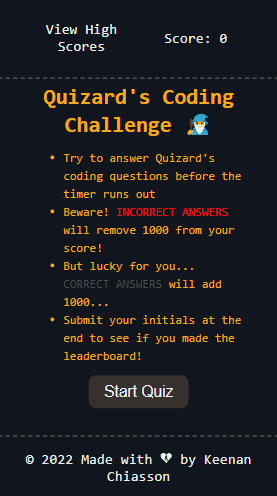 View High
Scores
Score: 0
Quizard's Coding
Challenge 🧙‍♂️
• Try to answer Quizard's
coding questions before the
timer runs out
• Beware! INCORRECT ANSWERS
will remove 1000 from your
score!
• But lucky for you...
CORRECT ANSWERS will add
1000...
• Submit your initials at the
end to see if you made the
leaderboard!
Start Quiz
© 2022 Made with 💔 by Keenan
Chiasson